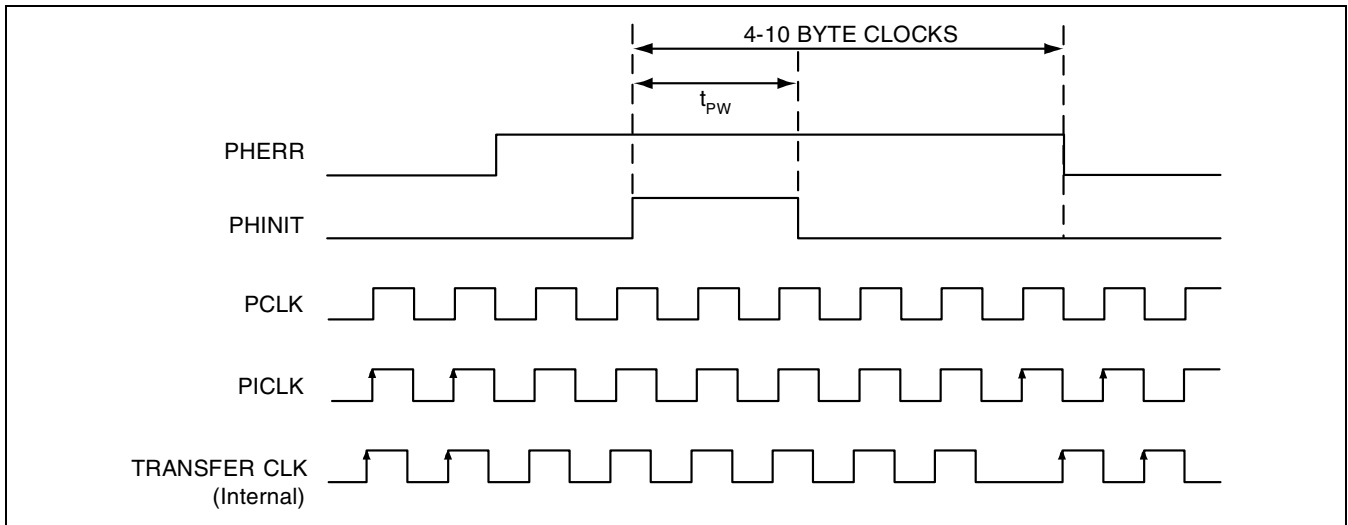 4-10 BYTE CLOCKS
tPW
PHERR
PHINIT
PCLK
PICLK
TRANSFER CLK
(Internal)